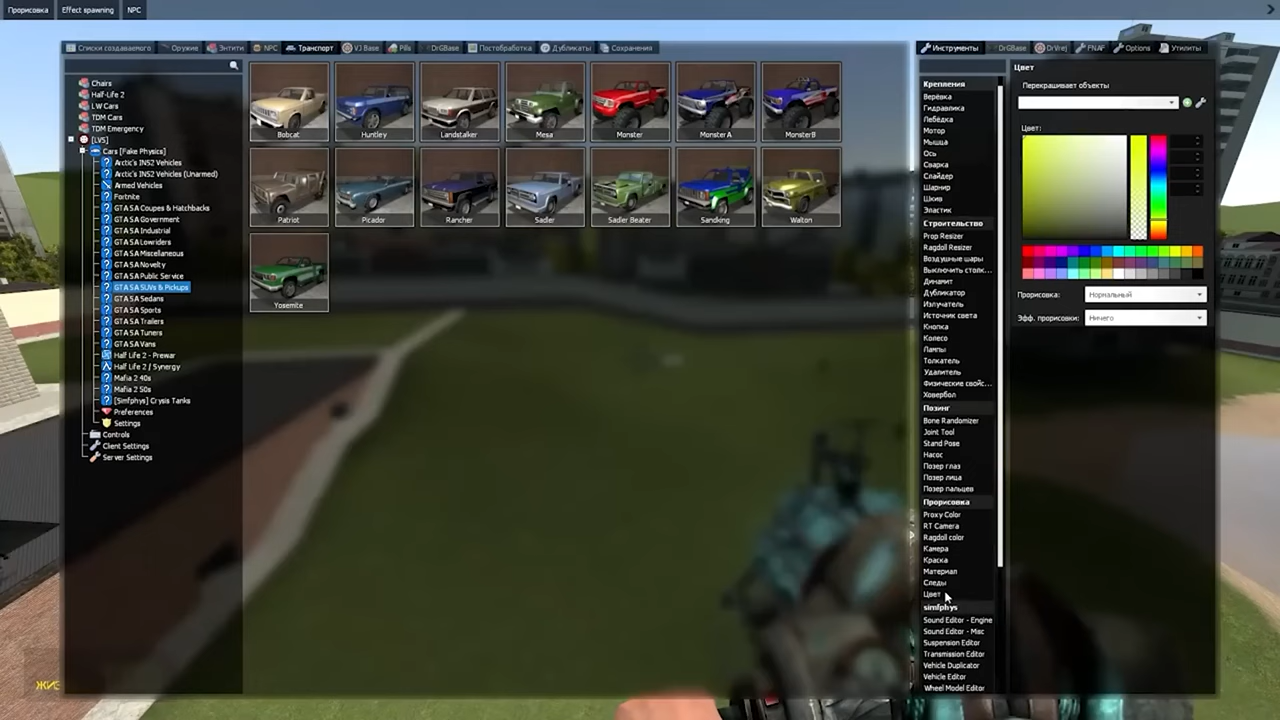 Прорисовка
Effect spawning
NPC
Списки создаваемого
Оружие
Энтити
NPC
Транспорт
VJ Base
Pills
DrGBase
Постобработка
Дубликаты
Сохранения
Инструменты
DrGBase
DrVrej
FNAF
Options
Утилиты
Chairs
Half-Life 2
LW Cars
TDM Cars
TDM Emergency
[LVS]
Cars [Fake Physics]
Arctic's INS2 Vehicles
Arctic's INS2 Vehicles (Unarmed)
Armed Vehicles
Fortnite
GTA SA Coupes & Hatchbacks
GTA SA Government
GTA SA Industrial
GTA SA Lowriders
GTA SA Miscellaneous
GTA SA Novelty
GTA SA Public Service
GTA SA SUVs & Pickups
GTA SA Sedans
GTA SA Sports
GTA SA Trailers
GTA SA Tuners
GTA SA Vans
Half Life 2 - Prewar
Half Life 2 / Synergy
Mafia 2 40s
Mafia 2 50s
[Simfphys] Crysis Tanks
Preferences
Settings
Controls
Client Settings
Server Settings
Bobcat
Huntley
Landstalker
Mesa
Monster
Monster A
Monster B
Patriot
Picador
Rancher
Sadler
Sadler Beater
Sandking
Walton
Yosemite
Крепления
Верёвка
Гидравлика
Лебёдка
Мотор
Мышца
Ось
Сварка
Слайдер
Шарнир
Шкив
Эластик
Строительство
Prop Resizer
Ragdoll Resizer
Воздушные шары
Выключить столк...
Динамит
Дубликатор
Излучатель
Источник света
Кнопка
Колесо
Лампы
Толкатель
Удалитель
Физические свойс...
Ховербол
Позинг
Bone Randomizer
Joint Tool
Stand Pose
Насос
Позер глаз
Позер лица
Позер пальцев
Прорисовка
Proxy Color
RT Camera
Ragdoll color
Камера
Краска
Материал
Следы
Цвет
simfphys
Sound Editor - Engine
Sound Editor - Misc
Suspension Editor
Transmission Editor
Vehicle Duplicator
Vehicle Editor
Wheel Model Editor
Цвет
Перекрашивает объекты
Цвет:
Прорисовка:
Нормальный
Эфф. прорисовки:
Ничего